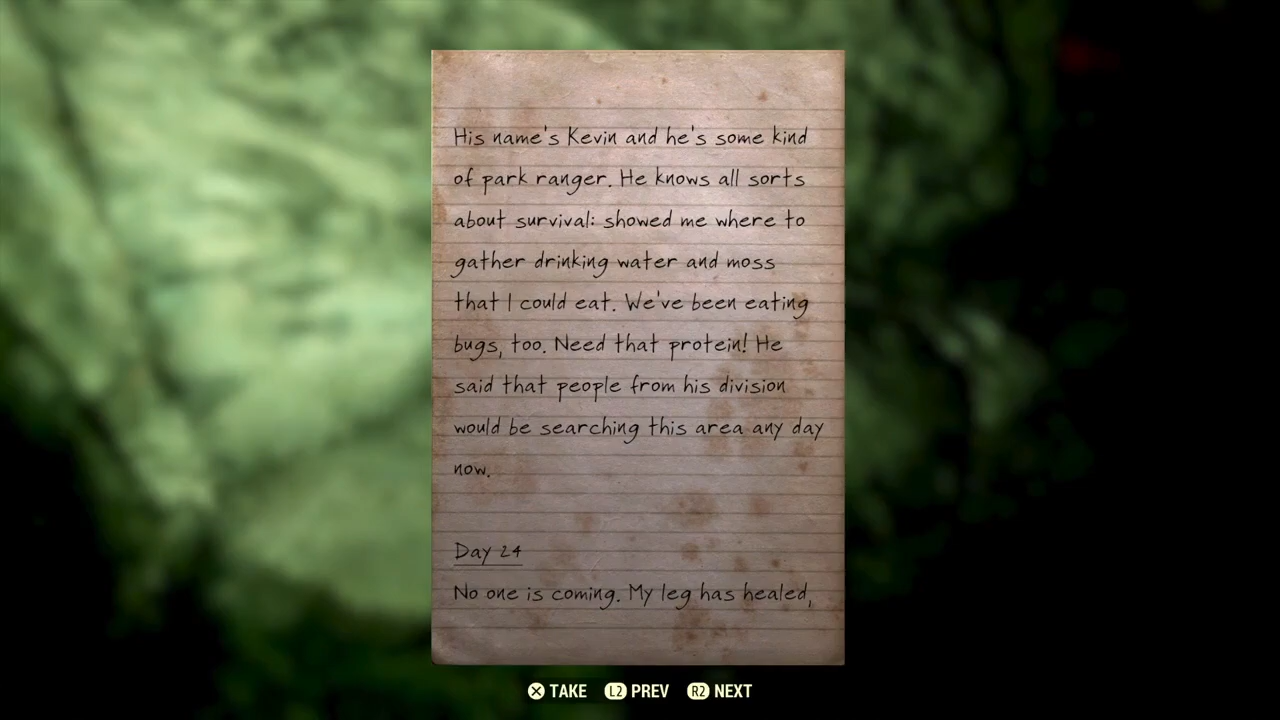 His name's Kevin and he's some kind
of park ranger. He knows all sorts
about survival: showed me where to
gather drinking water and moss
that I could eat. We've been eating
bugs, too. Need that protein! He
said that people from his division
would be searching this area any day
now.
Day 24
No one is coming. My leg has healed,
TAKE L2 PREV R2 NEXT